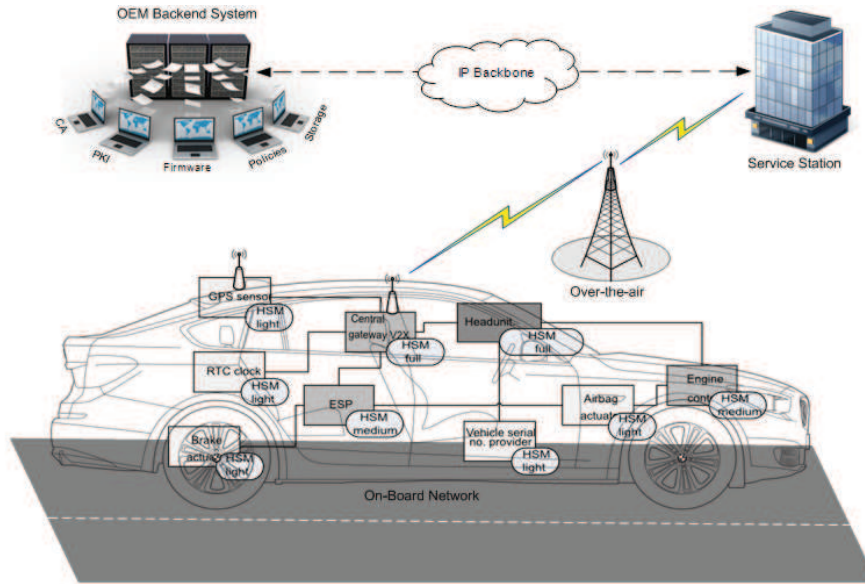 OEM Backend System
IP Backbone
CA
PKI
Firmware
Policies
Storage
Service Station
Over-the-air
GPS sensor
HSM
light
Central
gateway V2X
HSM
full
Headunit
HSM
full
RTC clock
HSM
light
ESP
HSM
medium
Airbag
HSM
light
Engine
HSM
medium
Brake
HSM
light
Vehicle serial
no. provider
HSM
light
On-Board Network